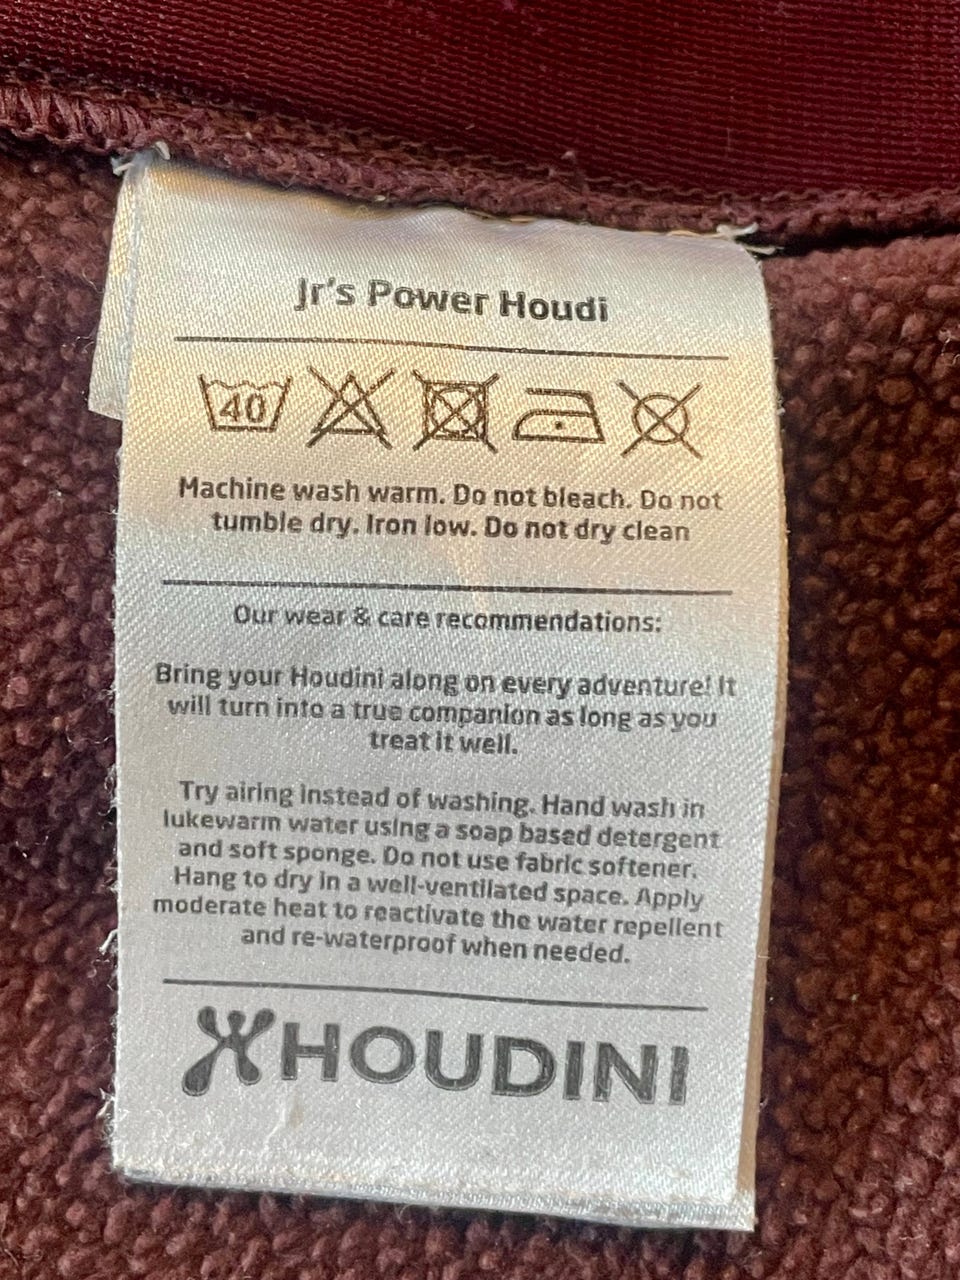 Jr's Power Houdi
40
Machine wash warm. Do not bleach. Do not
tumble dry. Iron low. Do not dry clean
Our wear & care recommendations:
Bring your Houdini along on every adventure! It
will turn into a true companion as long as you
treat it well.
Try airing instead of washing. Hand wash in
lukewarm water using a soap based detergent
and soft sponge. Do not use fabric softener.
Hang to dry in a well-ventilated space. Apply
moderate heat to reactivate the water repellent
and re-waterproof when needed.
HOUDINI